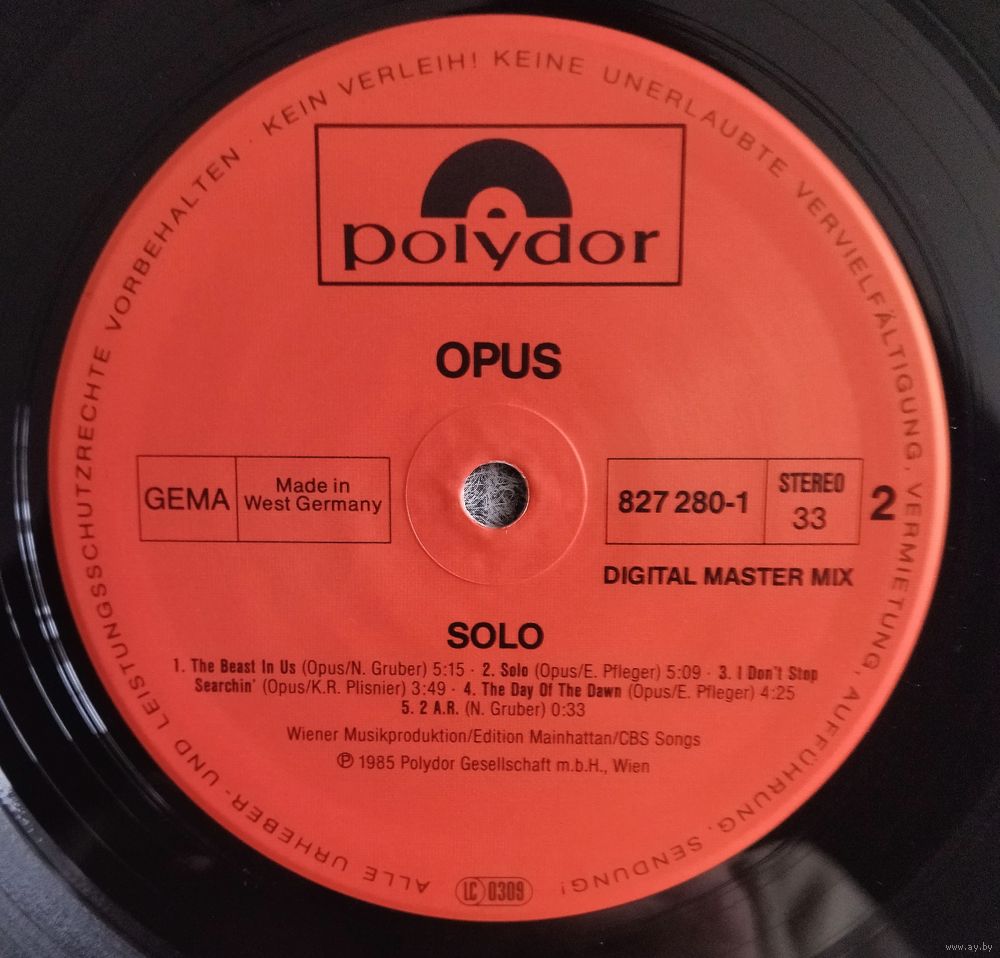 ALLE URHEBER- UND LEISTUNGSSCHUTZRECHTE VORBEHALTEN · KEIN VERLEIH! KEINE UNERLAUBTE VERVIELFÄLTIGUNG, VERMIETUNG, AUFFÜHRUNG, SENDUNG!
polydor
OPUS
GEMA
Made in
West Germany
827 280-1
STEREO
33
2
DIGITAL MASTER MIX
SOLO
1. The Beast In Us (Opus/N. Gruber) 5:15 · 2. Solo (Opus/E. Pfleger) 5:09 · 3. I Don't Stop
Searchin' (Opus/K.R. Plisnier) 3:49 · 4. The Day Of The Dawn (Opus/E. Pfleger) 4:25
5. 2 A.R. (N. Gruber) 0:33
Wiener Musikproduktion/Edition Mainhattan/CBS Songs
℗ 1985 Polydor Gesellschaft m.b.H., Wien
LC 0309
www.ay.by